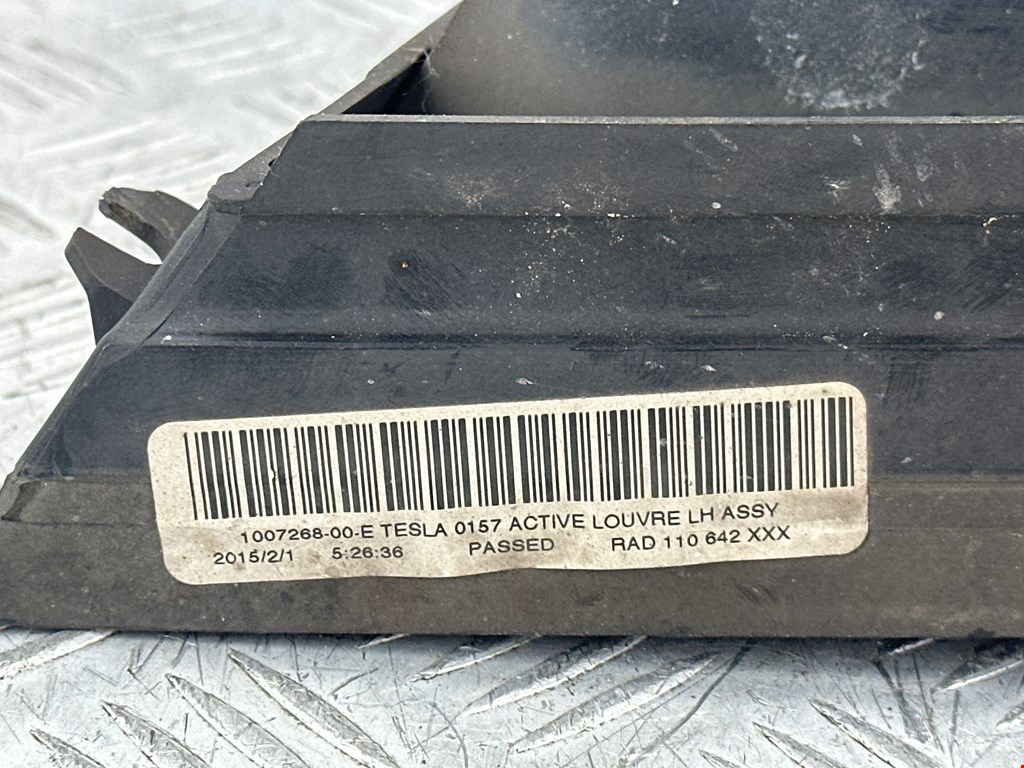 1007268-00-E TESLA 0157 ACTIVE LOUVRE LH ASSY
2015/2/1 5:26:36 PASSED RAD 110 642 XXX